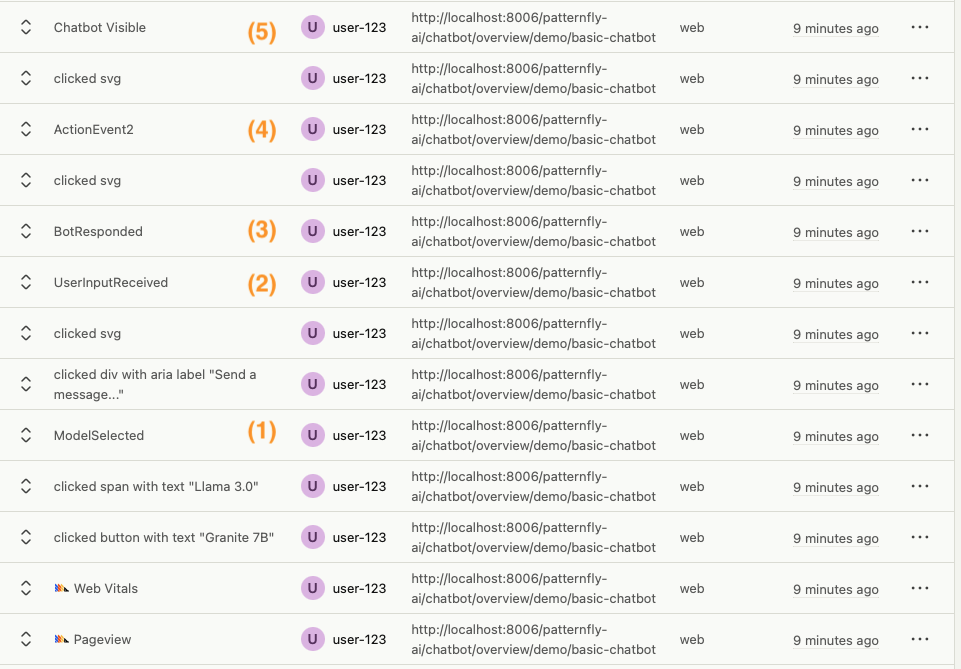 Chatbot Visible (5) U user-123 http://localhost:8006/patternfly- web 9 minutes ago ...
ai/chatbot/overview/demo/basic-chatbot
clicked svg U user-123 http://localhost:8006/patternfly- web 9 minutes ago ...
ai/chatbot/overview/demo/basic-chatbot
ActionEvent2 (4) U user-123 http://localhost:8006/patternfly- web 9 minutes ago ...
ai/chatbot/overview/demo/basic-chatbot
clicked svg U user-123 http://localhost:8006/patternfly- web 9 minutes ago ...
ai/chatbot/overview/demo/basic-chatbot
BotResponded (3) U user-123 http://localhost:8006/patternfly- web 9 minutes ago ...
ai/chatbot/overview/demo/basic-chatbot
UserInputReceived (2) U user-123 http://localhost:8006/patternfly- web 9 minutes ago ...
ai/chatbot/overview/demo/basic-chatbot
clicked svg U user-123 http://localhost:8006/patternfly- web 9 minutes ago ...
ai/chatbot/overview/demo/basic-chatbot
clicked div with aria label "Send a U user-123 http://localhost:8006/patternfly- web 9 minutes ago ...
message..." ai/chatbot/overview/demo/basic-chatbot
ModelSelected (1) U user-123 http://localhost:8006/patternfly- web 9 minutes ago ...
ai/chatbot/overview/demo/basic-chatbot
clicked span with text "Llama 3.0" U user-123 http://localhost:8006/patternfly- web 9 minutes ago ...
ai/chatbot/overview/demo/basic-chatbot
clicked button with text "Granite 7B" U user-123 http://localhost:8006/patternfly- web 9 minutes ago ...
ai/chatbot/overview/demo/basic-chatbot
Web Vitals U user-123 http://localhost:8006/patternfly- web 9 minutes ago ...
ai/chatbot/overview/demo/basic-chatbot
Pageview U user-123 http://localhost:8006/patternfly- web 9 minutes ago ...
ai/chatbot/overview/demo/basic-chatbot